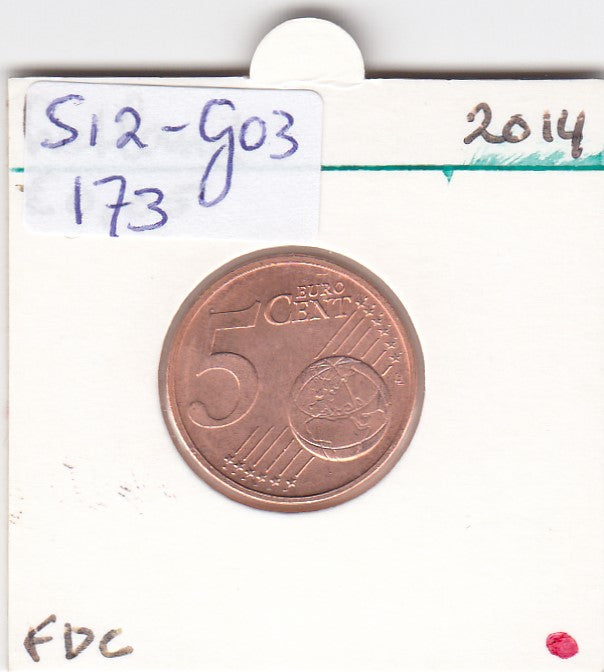 S12-G03
173
2014
5 EURO
CENT
FDC